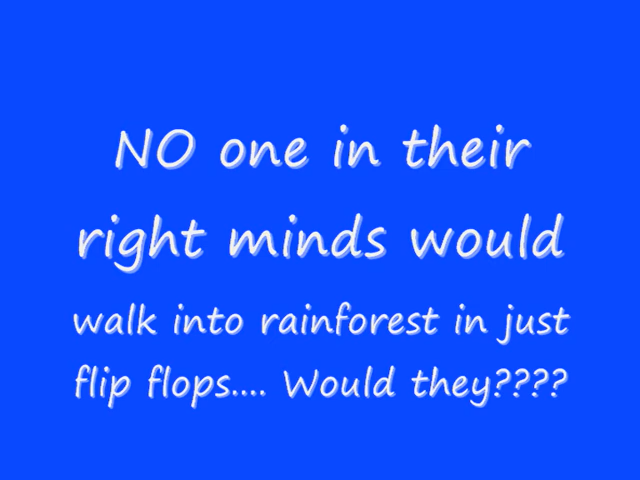 NO one in their
right minds would
walk into rainforest in just
flip flops.... Would they????